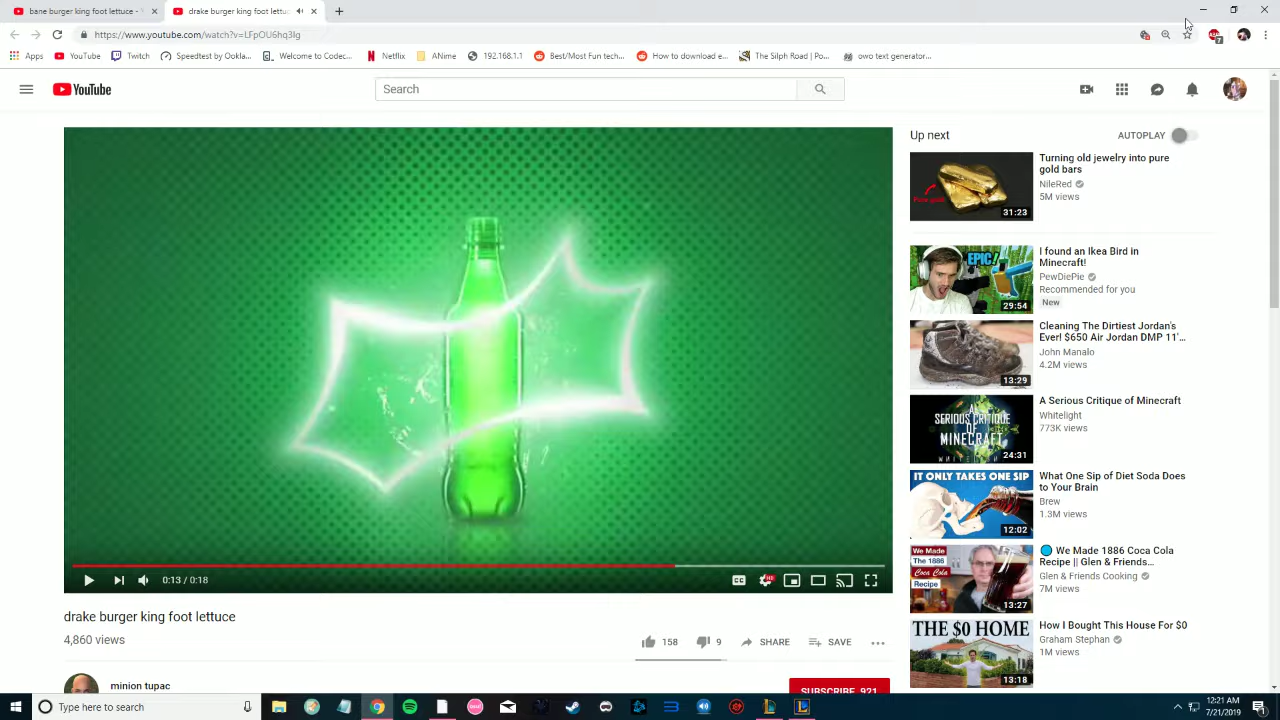 bane burger king foot lettuce -
drake burger king foot lettuc
https://www.youtube.com/watch?v=LFpOU6hq3lg
Apps
YouTube
Twitch
Speedtest by Ookla...
Welcome to Codec...
Netflix
ANime
192.168.1.1
Best/Most Fun tech...
How to download e...
The Silph Road | Po...
owo text generator...
YouTube
Search
Up next
AUTOPLAY
Turning old jewelry into pure
gold bars
NileRed
5M views
Pure gold
31:23
I found an Ikea Bird in
Minecraft!
PewDiePie
Recommended for you
New
EPIC!
29:54
Cleaning The Dirtiest Jordan's
Ever! $650 Air Jordan DMP 11'...
John Manalo
4.2M views
13:29
A Serious Critique of Minecraft
Whitelight
773K views
A
SERIOUS CRITIQUE
OF
MINECRAFT
WHITELIGHT
24:31
What One Sip of Diet Soda Does
to Your Brain
Brew
1.3M views
IT ONLY TAKES ONE SIP
12:02
We Made 1886 Coca Cola
Recipe || Glen & Friends...
Glen & Friends Cooking
7M views
We Made
The 1886
Coca Cola
Recipe
13:27
How I Bought This House For $0
Graham Stephan
1M views
THE $0 HOME
13:18
0:13 / 0:18
CC
HD
drake burger king foot lettuce
4,860 views
158
9
SHARE
SAVE
minion tupac
SUBSCRIBE 921
Type here to search
12:21 AM
7/21/2019